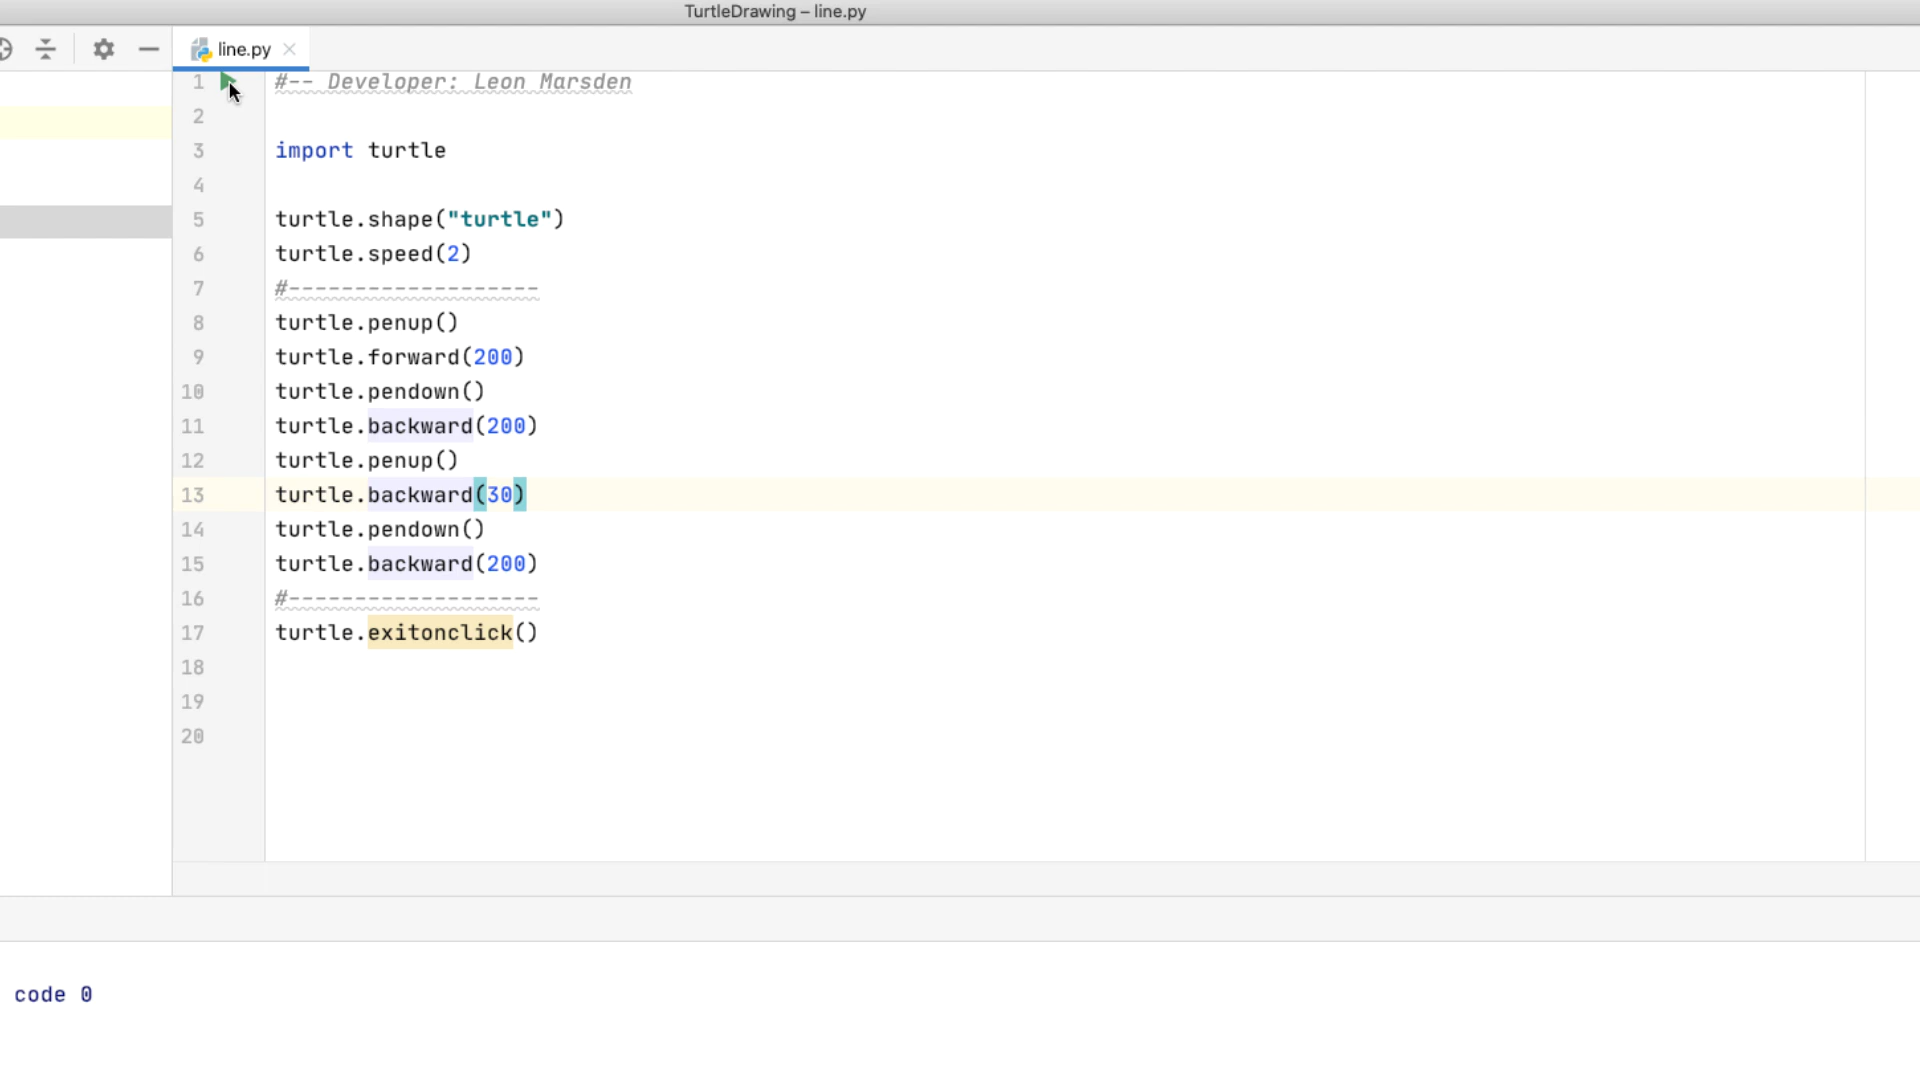 TurtleDrawing – line.py
line.py
1 #-- Developer: Leon Marsden
2
3 import turtle
4
5 turtle.shape("turtle")
6 turtle.speed(2)
7 #-------------------
8 turtle.penup()
9 turtle.forward(200)
10 turtle.pendown()
11 turtle.backward(200)
12 turtle.penup()
13 turtle.backward(30)
14 turtle.pendown()
15 turtle.backward(200)
16 #-------------------
17 turtle.exitonclick()
18
19
20
code 0